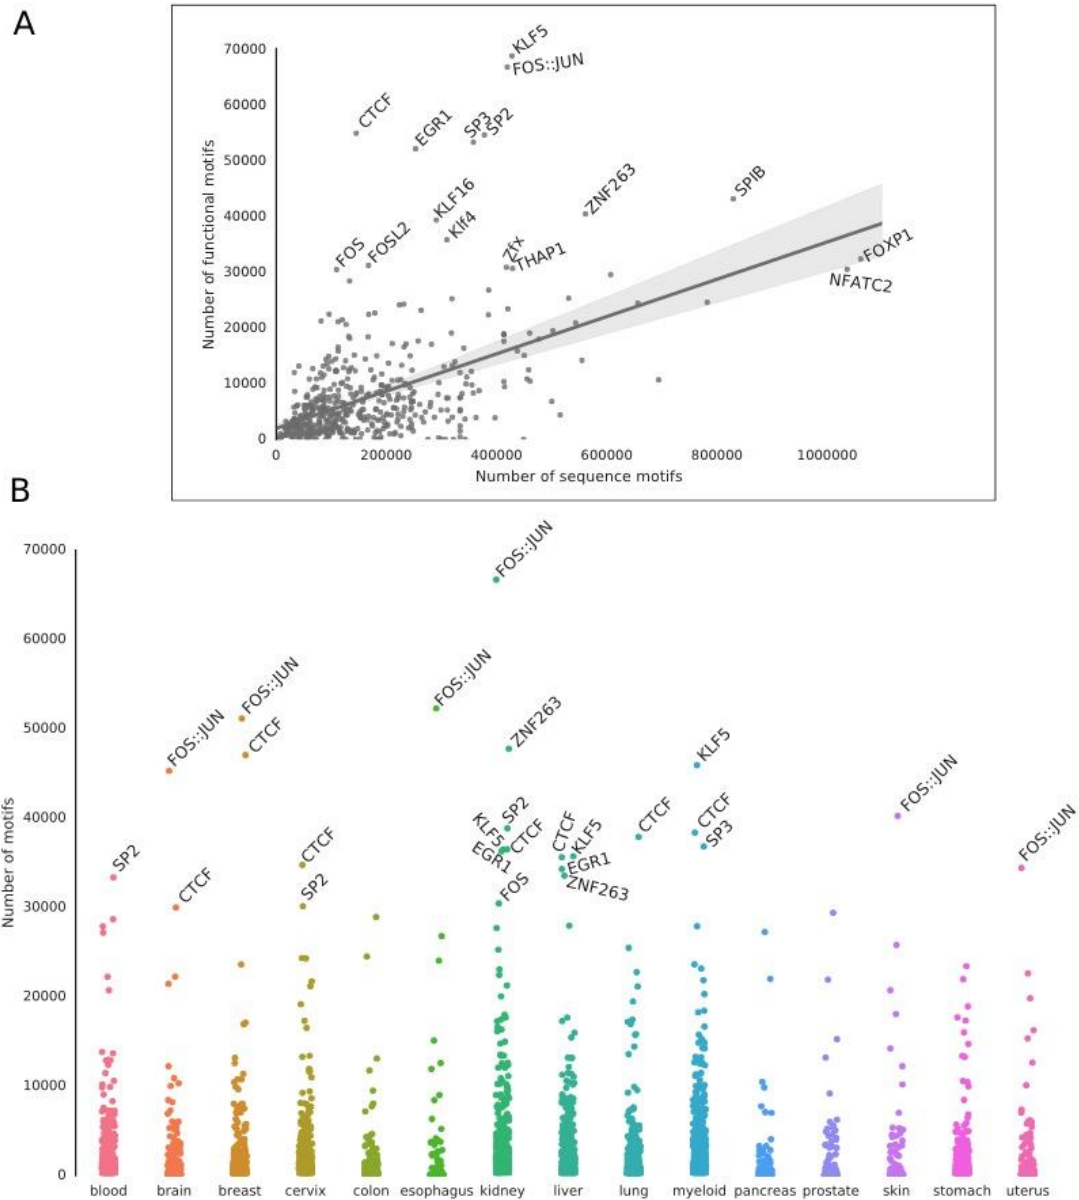 A
70000
KLF5
FOS::JUN
60000
CTCF
EGR1
SP3
SP2
50000
ZNF263
SPIB
40000
KLF16
Klf4
FOS
FOSL2
Zfx
THAP1
FOXP1
NFATC2
30000
20000
10000
0
Number of functional motifs
0 200000 400000 600000 800000 1000000
Number of sequence motifs
B
70000
FOS::JUN
60000
FOS::JUN
FOS::JUN
FOS::JUN
CTCF
ZNF263
50000
KLF5
FOS::JUN
40000
SP2
CTCF
CTCF
SP2
KLF5
SP2
CTCF
EGR1
FOS
CTCF
KLF5
EGR1
ZNF263
CTCF
CTCF
SP3
FOS::JUN
30000
20000
10000
0
Number of motifs
blood brain breast cervix colon esophagus kidney liver lung myeloid pancreas prostate skin stomach uterus